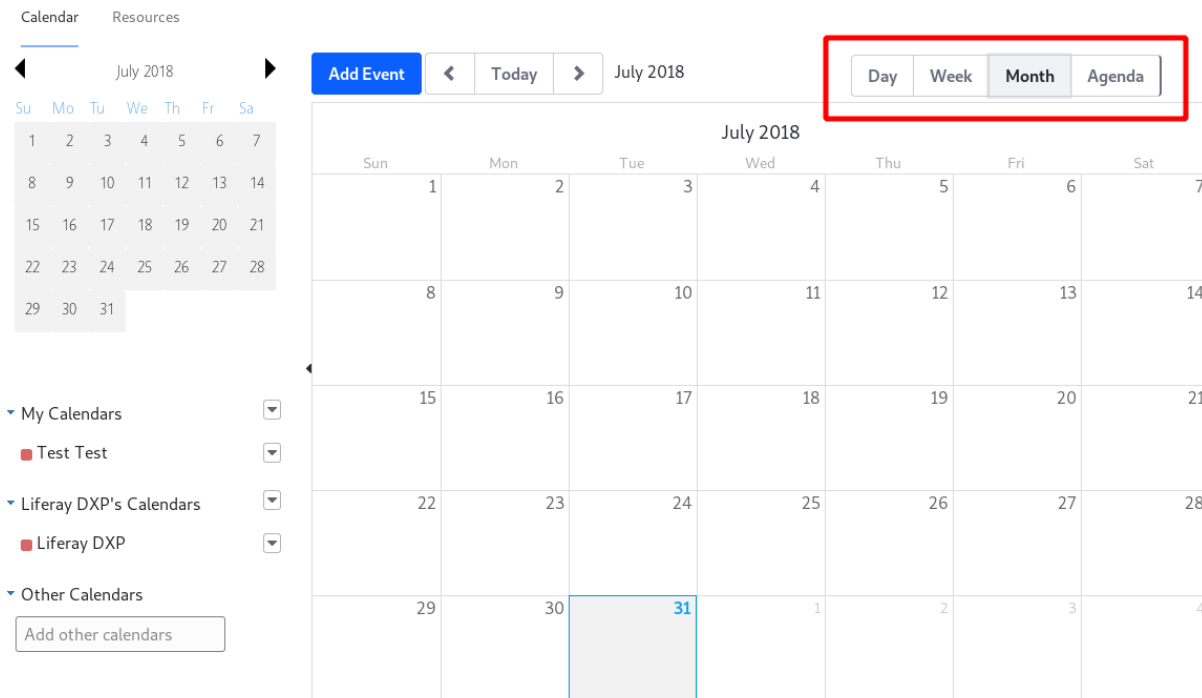 Calendar Resources
July 2018
Su Mo Tu We Th Fr Sa
1 2 3 4 5 6 7
8 9 10 11 12 13 14
15 16 17 18 19 20 21
22 23 24 25 26 27 28
29 30 31
My Calendars
Test Test
Liferay DXP's Calendars
Liferay DXP
Other Calendars
Add other calendars
Add Event Today July 2018 Day Week Month Agenda
July 2018
Sun Mon Tue Wed Thu Fri Sat
1 2 3 4 5 6 7
8 9 10 11 12 13 14
15 16 17 18 19 20 21
22 23 24 25 26 27 28
29 30 31 1 2 3 4